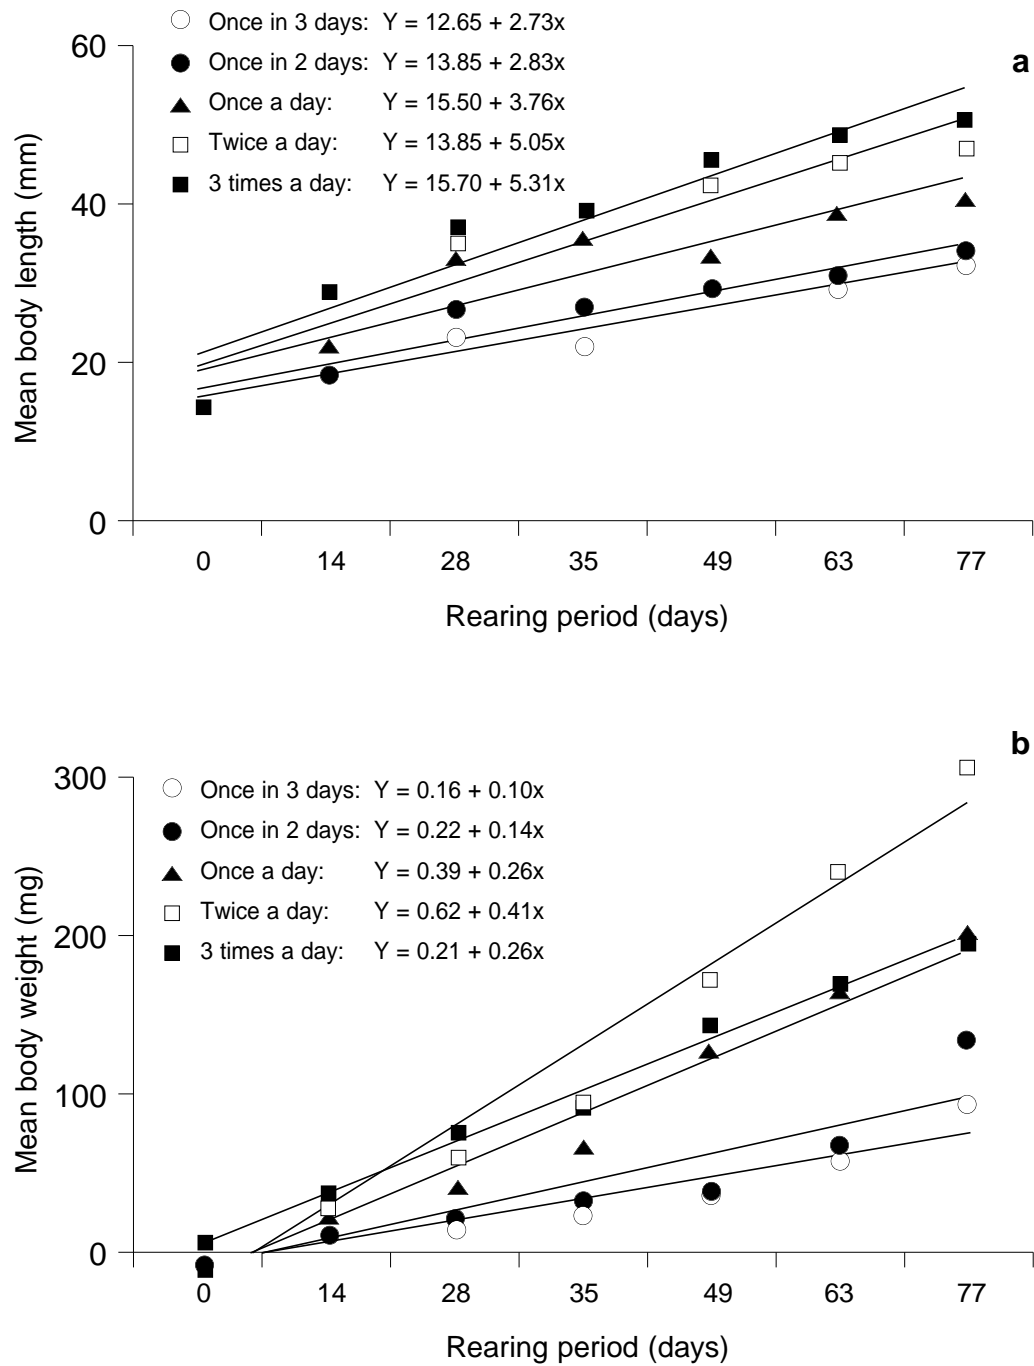 Once in 3 days: Y = 12.65 + 2.73x
60
a
Once in 2 days: Y = 13.85 + 2.83x
Once a day: Y = 15.50 + 3.76x
Twice a day: Y = 13.85 + 5.05x
3 times a day: Y = 15.70 + 5.31x
Mean body length (mm)
40
20
0
0 14 28 35 49 63 77
Rearing period (days)
b
300
Once in 3 days: Y = 0.16 + 0.10x
Once in 2 days: Y = 0.22 + 0.14x
Once a day: Y = 0.39 + 0.26x
Twice a day: Y = 0.62 + 0.41x
3 times a day: Y = 0.21 + 0.26x
Mean body weight (mg)
200
100
0
0 14 28 35 49 63 77
Rearing period (days)